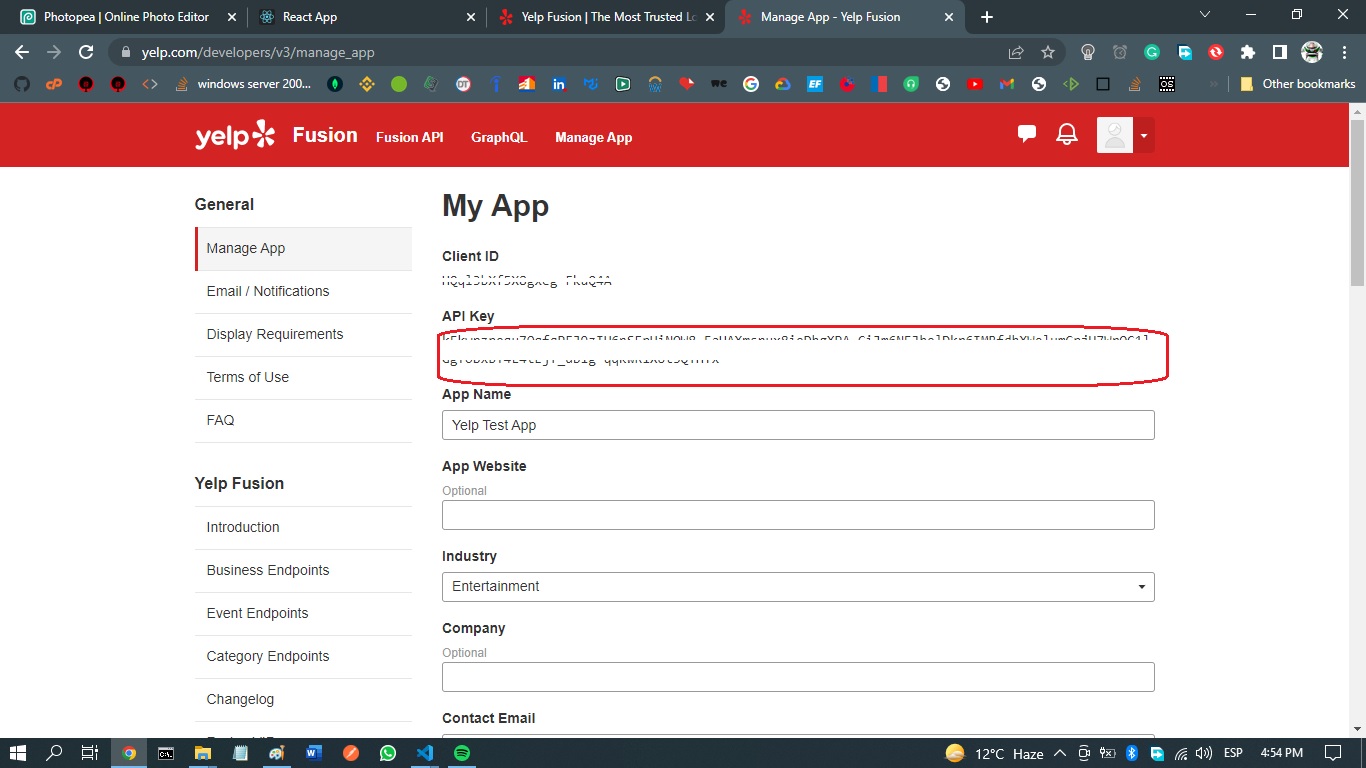 Photopea | Online Photo Editor
React App
Yelp Fusion | The Most Trusted Lo
Manage App - Yelp Fusion
yelp.com/developers/v3/manage_app
windows server 200...
Other bookmarks
yelp Fusion
Fusion API
GraphQL
Manage App
General
Manage App
Email / Notifications
Display Requirements
Terms of Use
FAQ
Yelp Fusion
Introduction
Business Endpoints
Event Endpoints
Category Endpoints
Changelog
My App
Client ID
API Key
App Name
Yelp Test App
App Website
Optional
Industry
Entertainment
Company
Optional
Contact Email
12°C Haze
ESP
4:54 PM